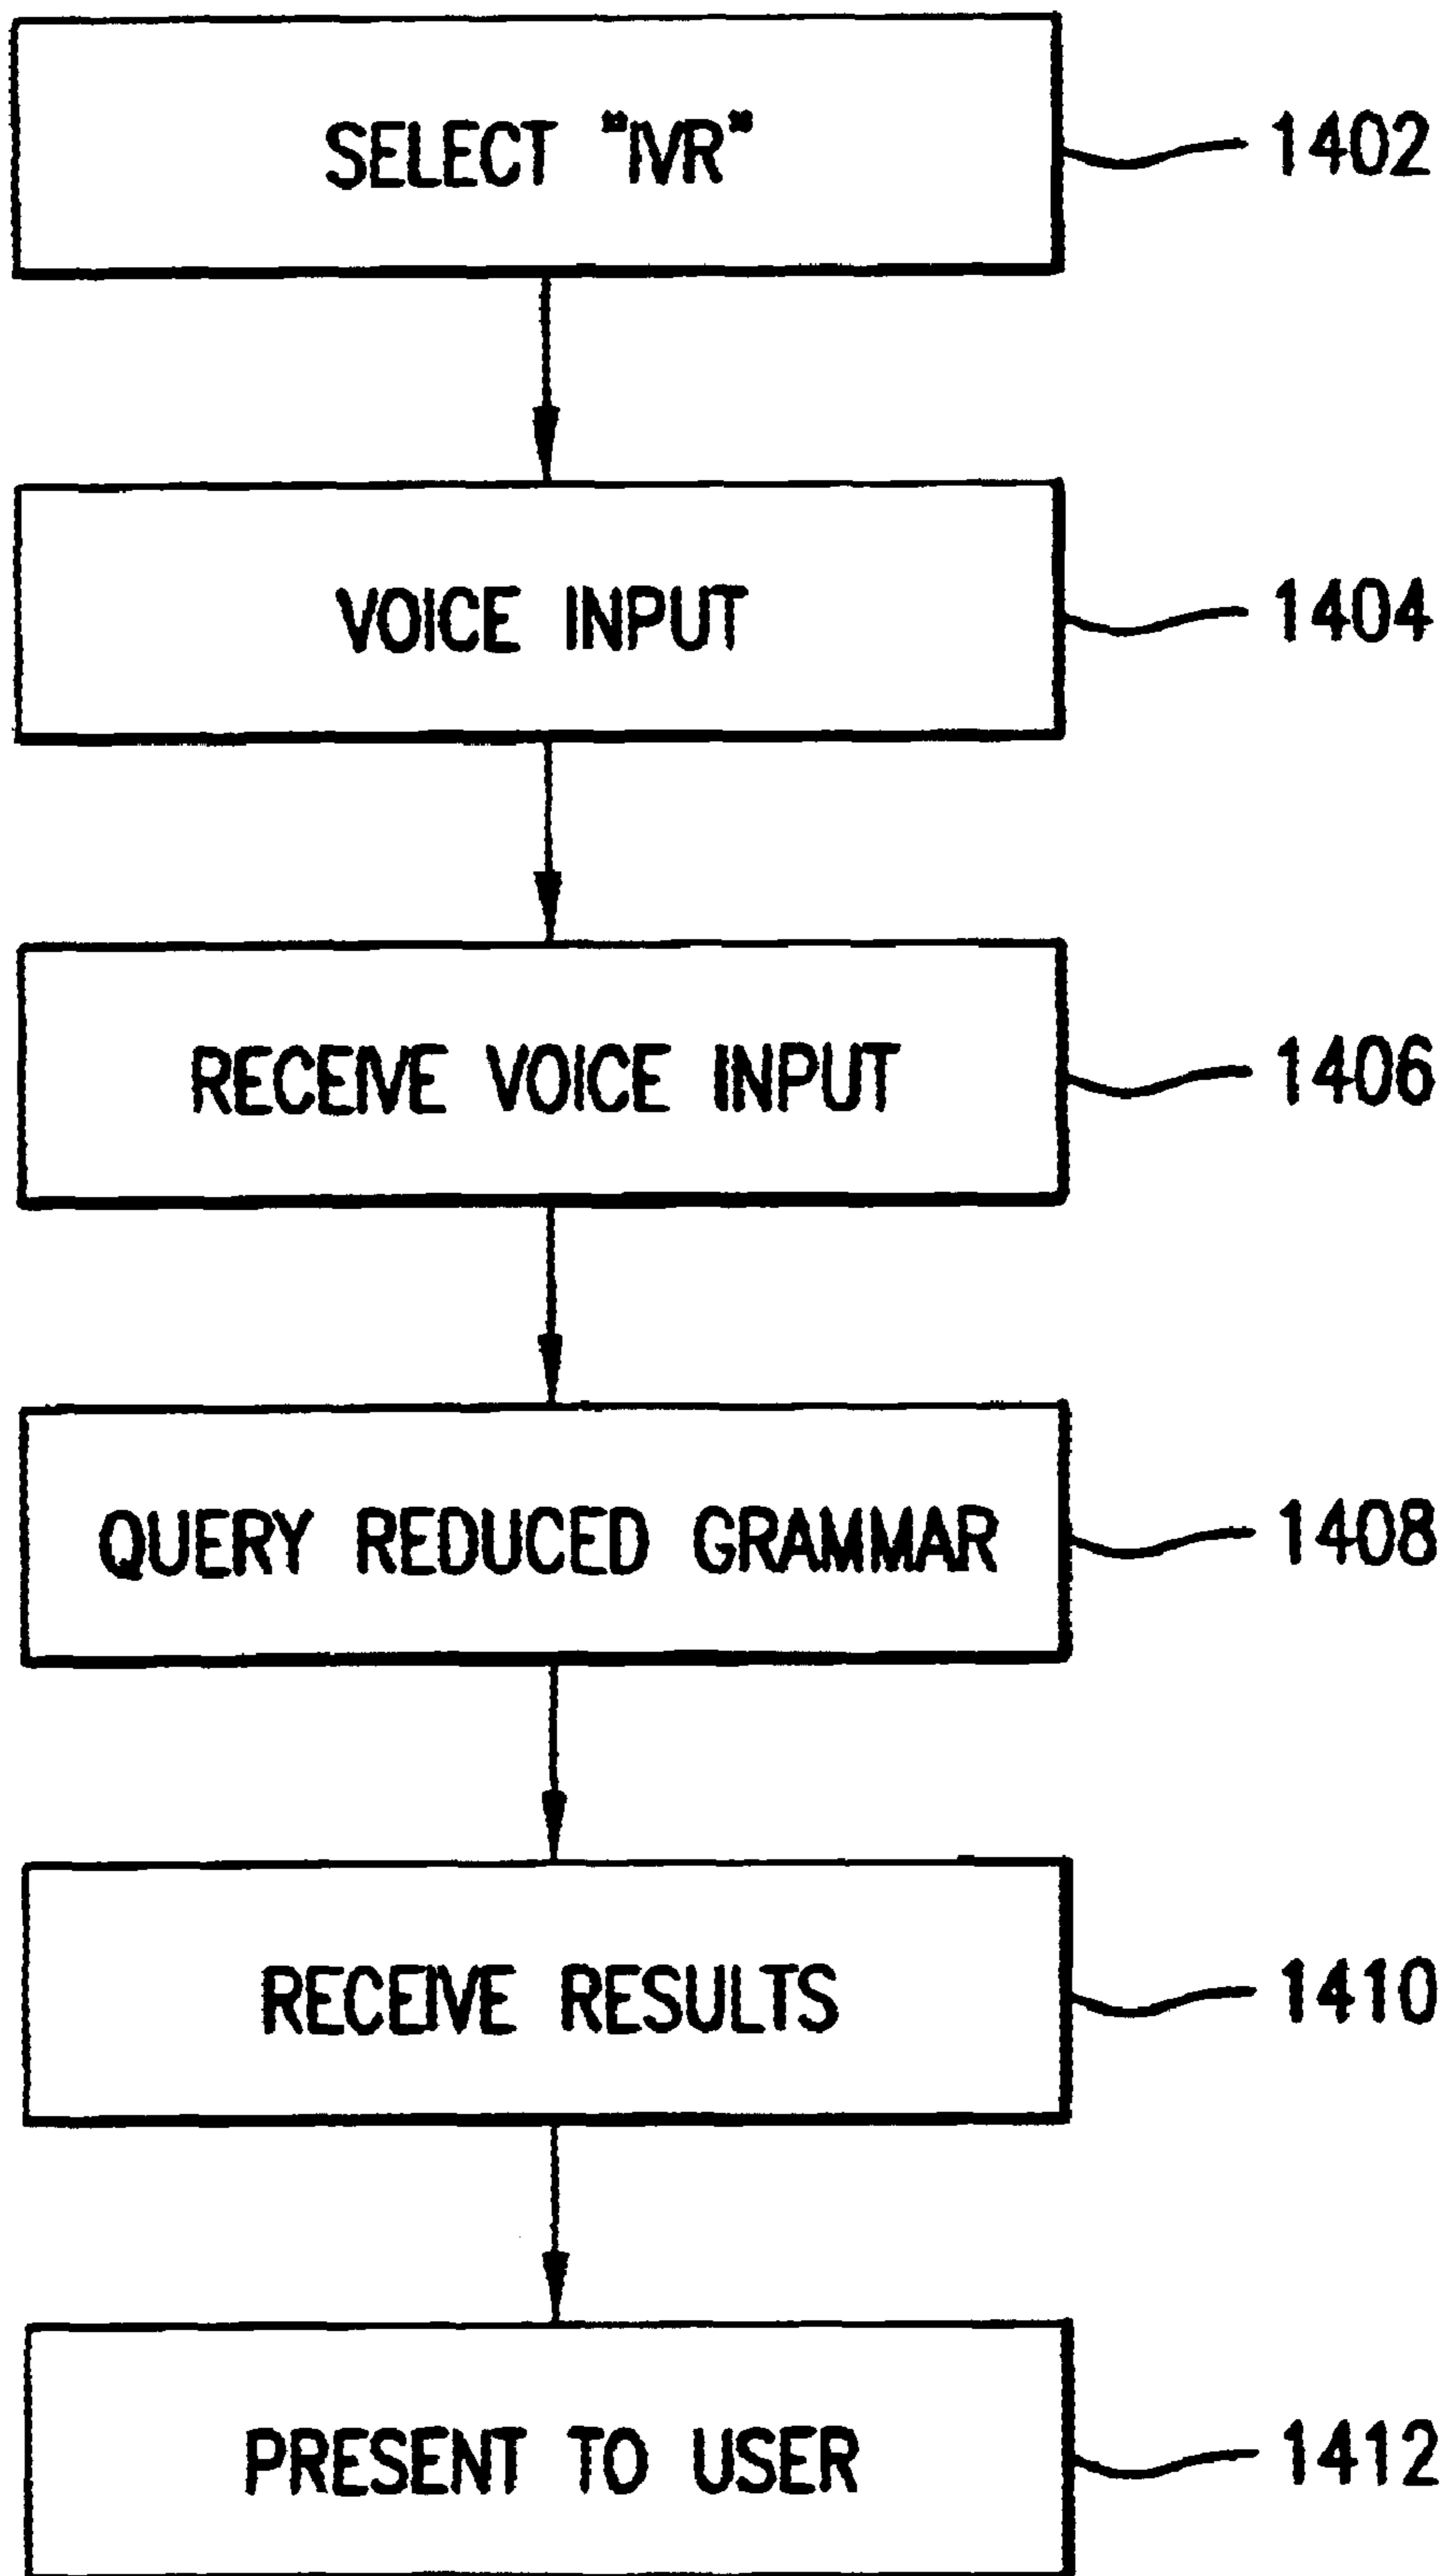 SELECT "IVR"
1402
VOICE INPUT
1404
RECEIVE VOICE INPUT
1406
QUERY REDUCED GRAMMAR
1408
RECEIVE RESULTS
1410
PRESENT TO USER
1412